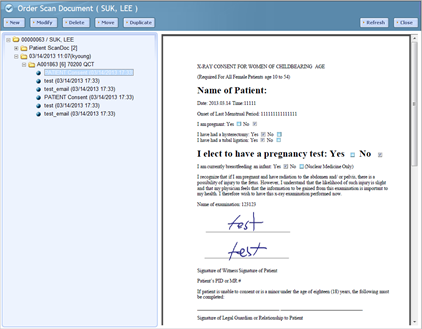 Order Scan Document ( SUK, LEE )
New Modify Delete More Duplicate Refresh Close
00000063 / SUK, LEE
Patient ScanDoc [2]
03/14/2013 11:07(kyoung)
A001863 [6] 70200 QCT
test (03/14/2013 17:33)
test_email (03/14/2013 17:33)
PATIENT Consent (03/14/2013 17:33)
test (03/14/2013 17:33)
test_email (03/14/2013 17:33)
X-RAY CONSENT FOR WOMEN OF CHILDBEARING AGE
(Required For All Female Patients age 10 to 54)
Name of Patient:
Date: 2013.03.14 Time 11111
Onset of Last Menstrual Period: 111111111111111
I am pregnant: Yes No
I have had a hysterectomy: Yes No
I have had a tubal ligation: Yes No
I elect to have a pregnancy test: Yes No
I am currently breastfeeding an infant: Yes No (Nuclear Medicine Only)
I recognize that if I am pregnant and have radiation to the abdomen and/ or pelvis, there is a
possibility of injury to the fetus. However, I understand that the likelihood of such injury is slight
and that my physician feels that the information to be gained from this examination is important to
my health. I therefore wish to have this x-ray examination performed now.
Name of examination: 123123
test
test
Signature of Witness Signature of Patient
Patient's PID or MR #
If patient is unable to consent or is a minor under the age of eighteen (18) years, the following must
be completed:
Signature of Legal Guardian or Relationship to Patient